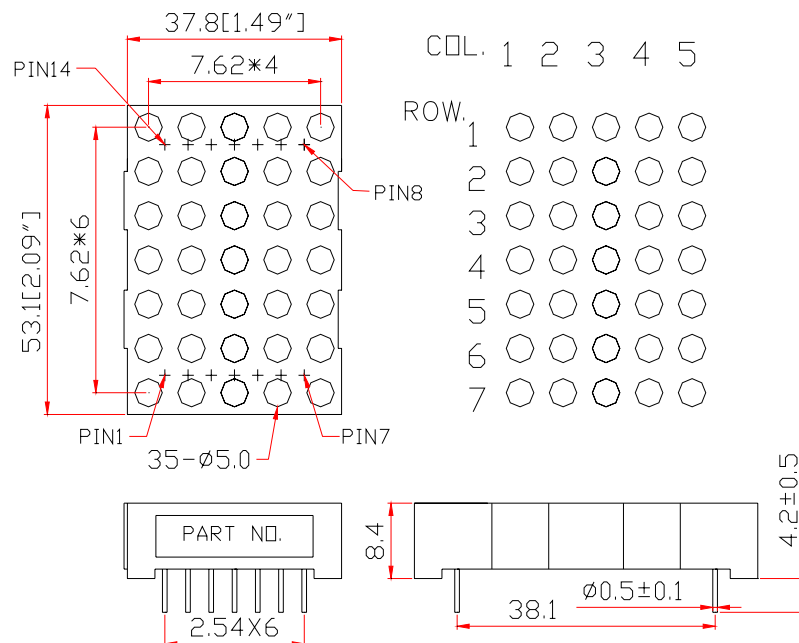 37.8[1.49″]
7.62*4
PIN14
PIN8
53.1[2.09″]
7.62*6
PIN1
PIN7
35-Ø5.0
COL. 1 2 3 4 5
ROW.
1
2
3
4
5
6
7
PART NO.
2.54X6
8.4
Ø0.5±0.1
38.1
4.2±0.5